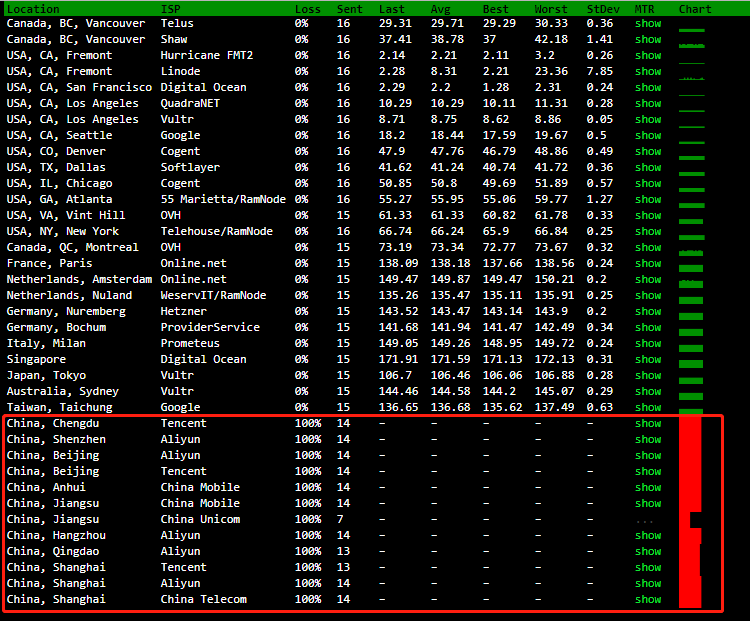 Location ISP Loss Sent Last Avg Best Worst StDev MTR Chart
Canada, BC, Vancouver Telus 0% 16 29.31 29.71 29.29 30.33 0.36 show
Canada, BC, Vancouver Shaw 0% 16 37.41 38.78 37 42.18 1.41 show
USA, CA, Fremont Hurricane FMT2 0% 16 2.14 2.21 2.11 3.2 0.26 show
USA, CA, Fremont Linode 0% 16 2.28 8.31 2.21 23.36 7.85 show
USA, CA, San Francisco Digital Ocean 0% 16 2.29 2.2 1.28 2.31 0.24 show
USA, CA, Los Angeles QuadraNET 0% 16 10.29 10.29 10.11 11.31 0.28 show
USA, CA, Los Angeles Vultr 0% 16 8.71 8.75 8.62 8.86 0.05 show
USA, CA, Seattle Google 0% 16 18.2 18.44 17.59 19.67 0.5 show
USA, CO, Denver Cogent 0% 16 47.9 47.76 46.79 48.86 0.49 show
USA, TX, Dallas Softlayer 0% 16 41.62 41.24 40.74 41.72 0.36 show
USA, IL, Chicago Cogent 0% 16 50.85 50.8 49.69 51.89 0.57 show
USA, GA, Atlanta 55 Marietta/RamNode 0% 16 55.27 55.95 55.06 59.77 1.27 show
USA, VA, Vint Hill OVH 0% 15 61.33 61.33 60.82 61.78 0.33 show
USA, NY, New York Telehouse/RamNode 0% 15 66.74 66.24 65.9 66.84 0.25 show
Canada, QC, Montreal OVH 0% 15 73.19 73.34 72.77 73.67 0.32 show
France, Paris Online.net 0% 15 138.09 138.18 137.66 138.56 0.24 show
Netherlands, Amsterdam Online.net 0% 15 149.47 149.87 149.47 150.21 0.2 show
Netherlands, Nuland WeservIT/RamNode 0% 15 135.26 135.47 135.11 135.91 0.25 show
Germany, Nuremberg Hetzner 0% 15 143.52 143.47 143.14 143.9 0.2 show
Germany, Bochum ProviderService 0% 15 141.68 141.94 141.47 142.49 0.34 show
Italy, Milan Prometeus 0% 15 149.05 149.26 148.95 149.72 0.24 show
Singapore Digital Ocean 0% 15 171.91 171.59 171.13 172.13 0.31 show
Japan, Tokyo Vultr 0% 15 106.7 106.46 106.06 106.88 0.28 show
Australia, Sydney Vultr 0% 15 144.46 144.58 144.2 145.07 0.29 show
Taiwan, Taichung Google 0% 15 136.65 136.68 135.62 137.49 0.63 show
China, Chengdu Tencent 100% 14 – – – – – show
China, Shenzhen Aliyun 100% 14 – – – – – show
China, Beijing Aliyun 100% 14 – – – – – show
China, Beijing Tencent 100% 14 – – – – – show
China, Anhui China Mobile 100% 14 – – – – – show
China, Jiangsu China Mobile 100% 14 – – – – – show
China, Jiangsu China Unicom 100% 7 – – – – – ...
China, Hangzhou Aliyun 100% 14 – – – – – show
China, Qingdao Aliyun 100% 13 – – – – – show
China, Shanghai Tencent 100% 13 – – – – – show
China, Shanghai Aliyun 100% 14 – – – – – show
China, Shanghai China Telecom 100% 14 – – – – – show